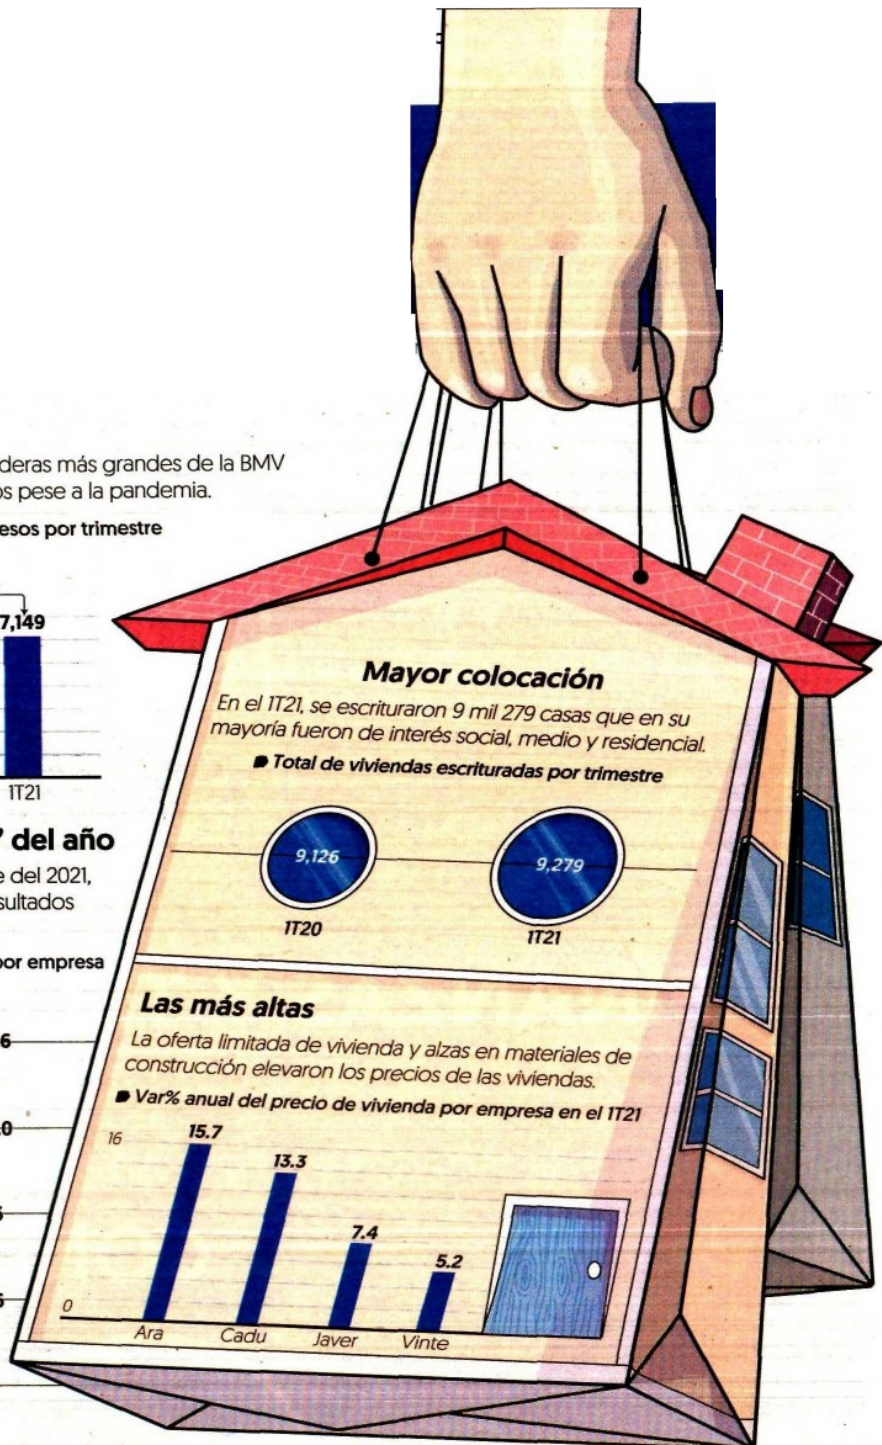 deras más grandes de la BMV
os pese a la pandemia.
esos por trimestre
7,149
1T21
del año
e del 2021,
sultados
por empresa
6
0
5
Mayor colocación
En el 1T21, se escrituraron 9 mil 279 casas que en su
mayoría fueron de interés social, medio y residencial.
Total de viviendas escrituradas por trimestre
9,126
9,279
1T20
1T21
Las más altas
La oferta limitada de vivienda y alzas en materiales de
construcción elevaron los precios de las viviendas.
Var% anual del precio de vivienda por empresa en el 1T21
16
15.7
13.3
7.4
5.2
0
Ara
Cadu
Javer
Vinte